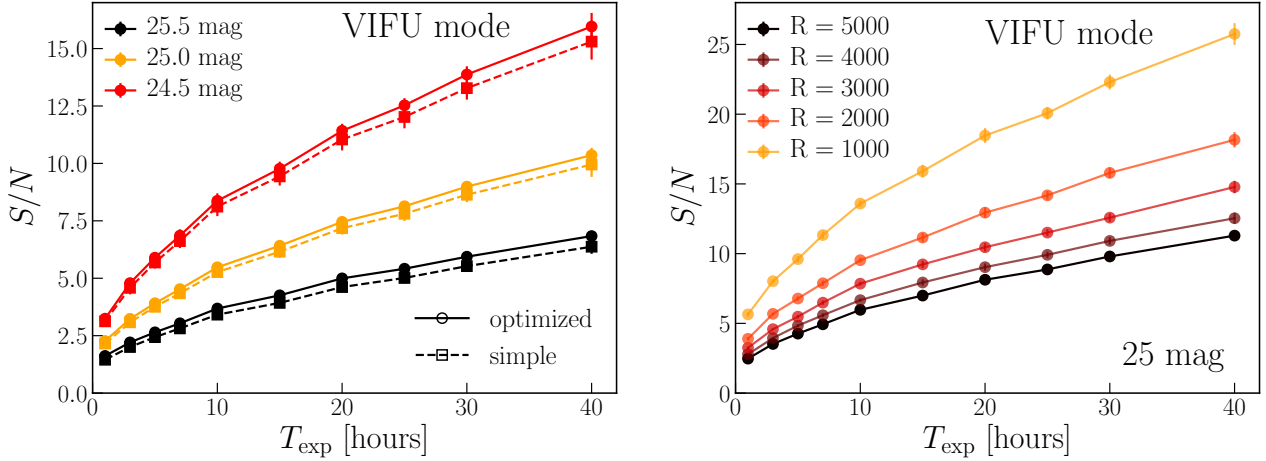 VIFU mode
25.5 mag
25.0 mag
24.5 mag
S/N
15.0
12.5
10.0
7.5
5.0
2.5
0.0
optimized
simple
0 10 20 30 40
T_exp [hours]
VIFU mode
R = 5000
R = 4000
R = 3000
R = 2000
R = 1000
S/N
25
20
15
10
5
0
25 mag
0 10 20 30 40
T_exp [hours]